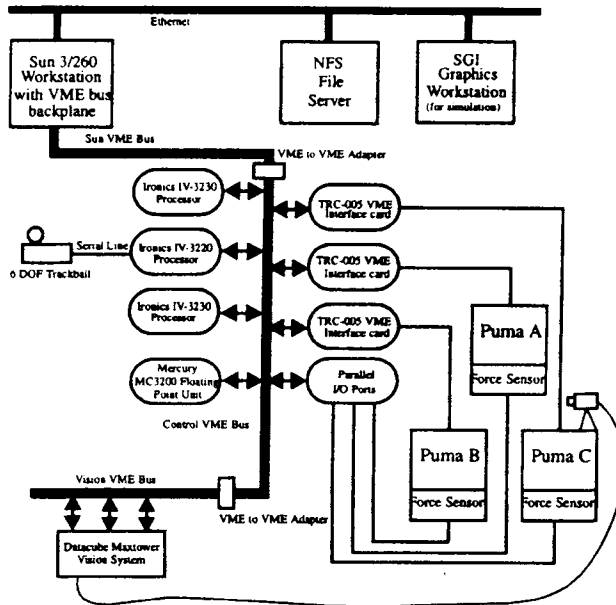 Ethernet
Sun 3/260
Workstation
with VME bus
backplane
NFS
File
Server
SGI
Graphics
Workstation
(for simulation)
Sun VME Bus
VME to VME Adapter
Ironics IV-3230
Processor
TRC-005 VME
Interface card
Serial Line
6 DOF Trackball
Ironics IV-3220
Processor
TRC-005 VME
Interface card
Ironics IV-3230
Processor
TRC-005 VME
Interface card
Puma A
Force Sensor
Mercury
MC3200 Floating
Point Unit
Parallel
I/O Ports
Control VME Bus
Puma B
Force Sensor
Puma C
Force Sensor
Vision VME Bus
VME to VME Adapter
Datacube Maxtower
Vision System